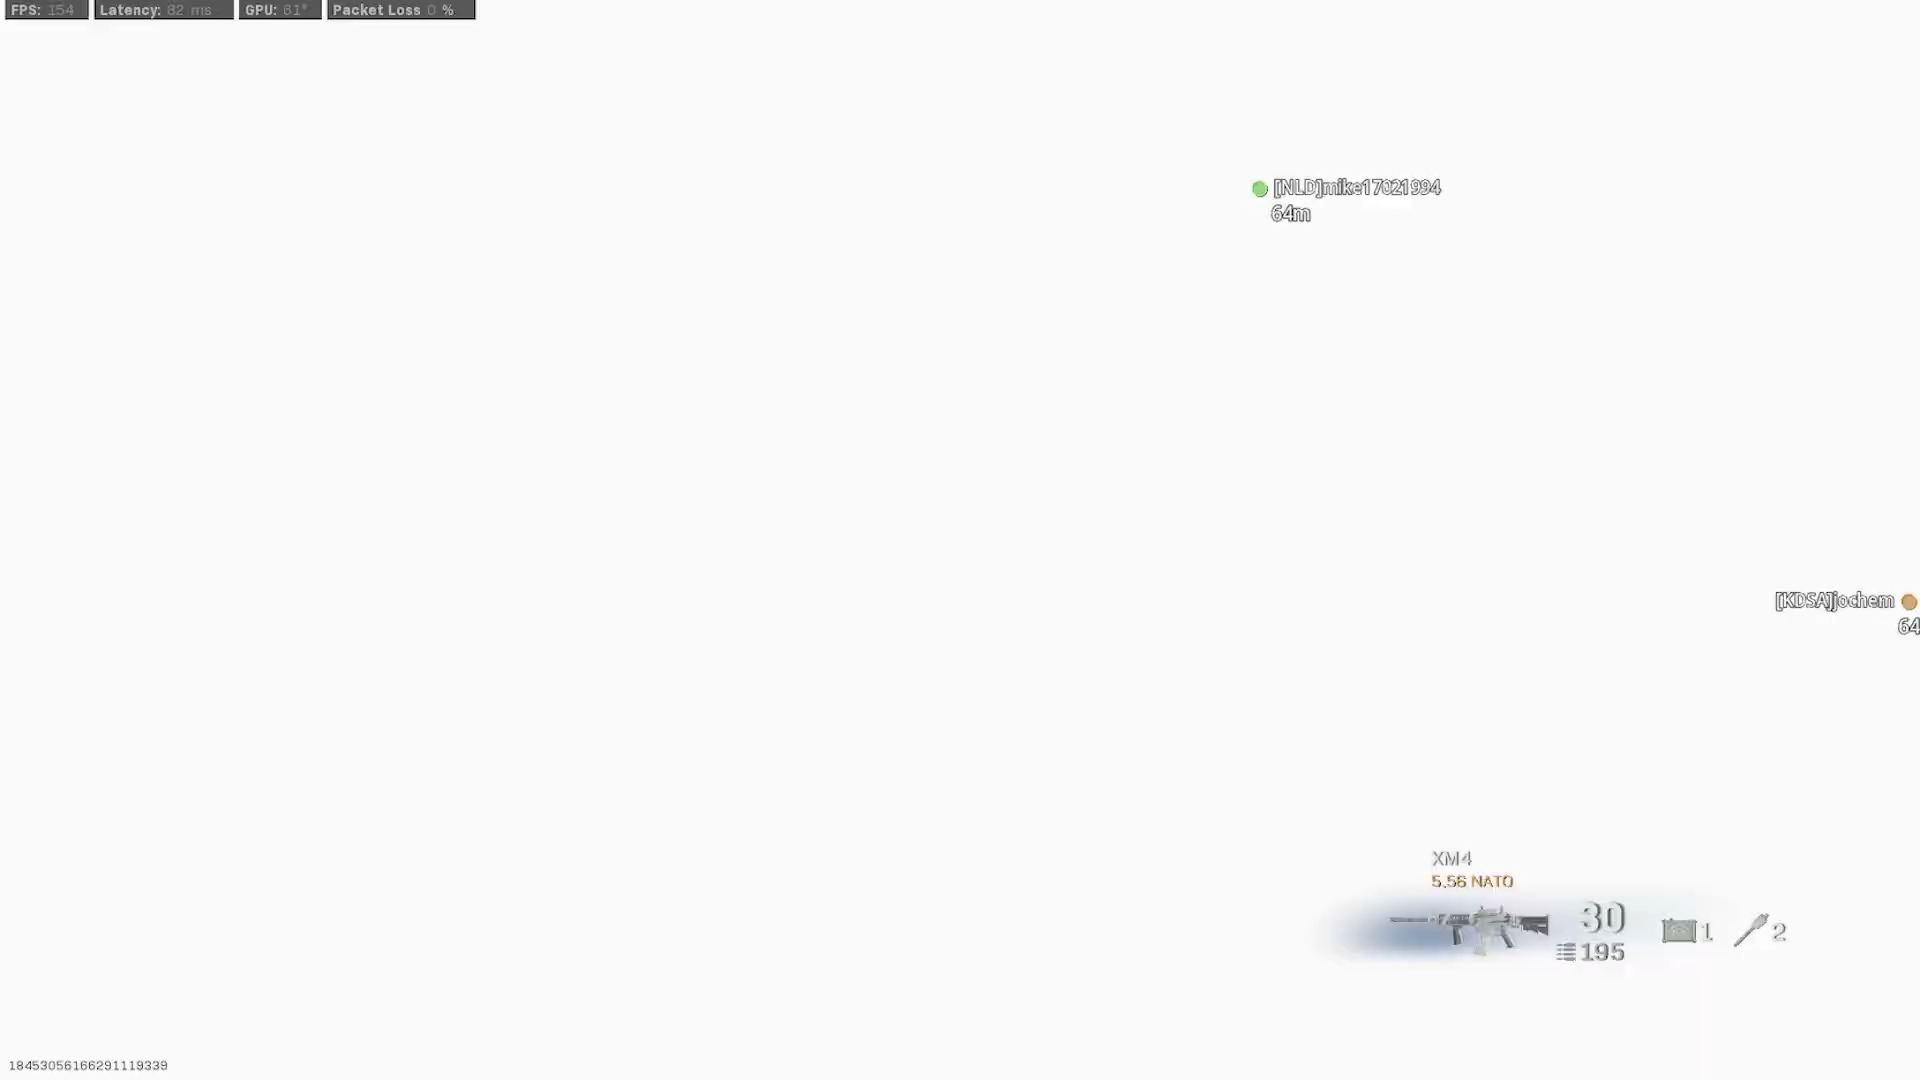 FPS: 154 Latency: 82 ms GPU: 61° Packet Loss 0 %
[NLD]mike17021994
64m
[KDSA]jochem
64
XM4
5.56 NATO
30
195
1 2
18453056166291119339